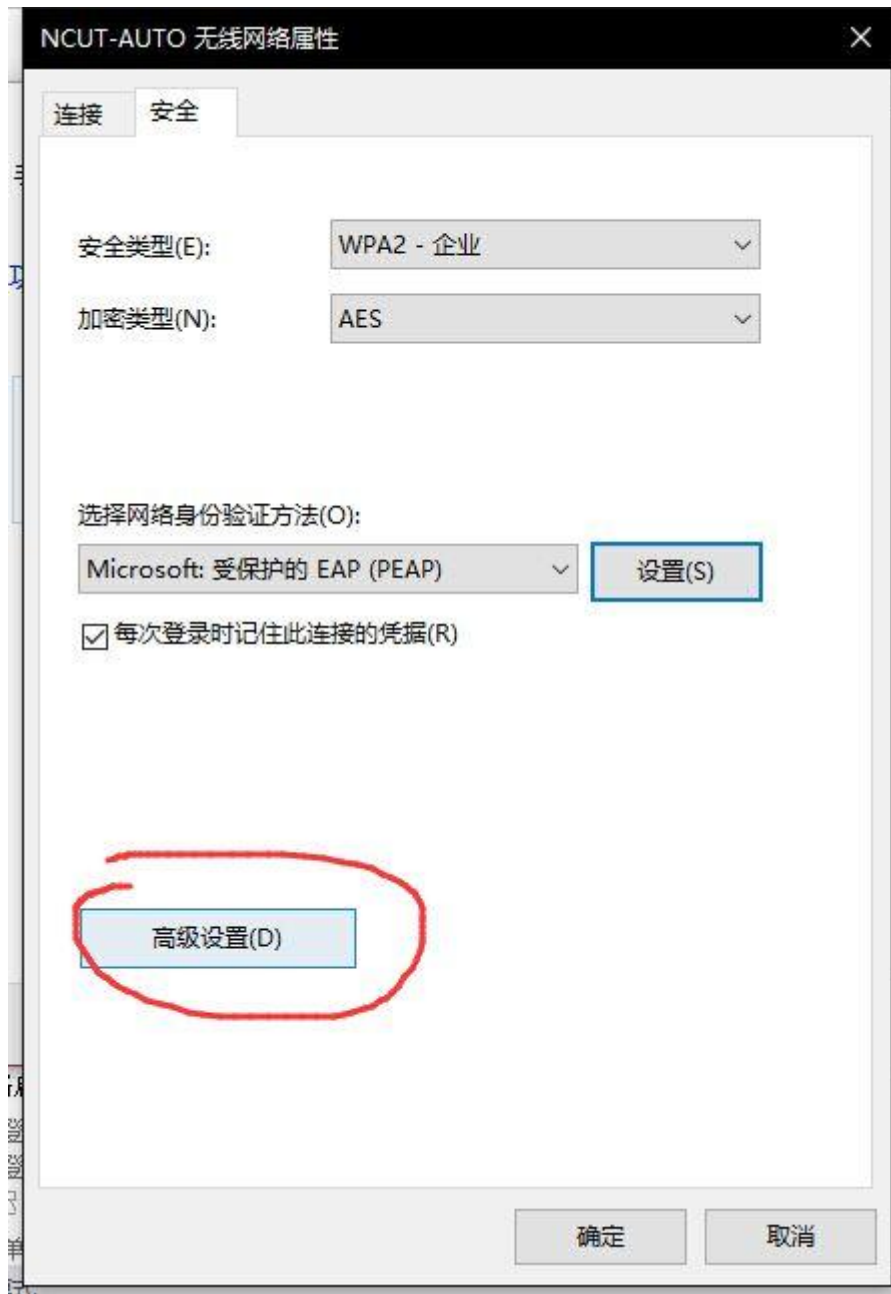 NCUT-AUTO 无线网络属性
连接 安全
安全类型(E): WPA2 - 企业
加密类型(N): AES
选择网络身份验证方法(O):
Microsoft: 受保护的 EAP (PEAP) 设置(S)
每次登录时记住此连接的凭据(R)
高级设置(D)
确定 取消